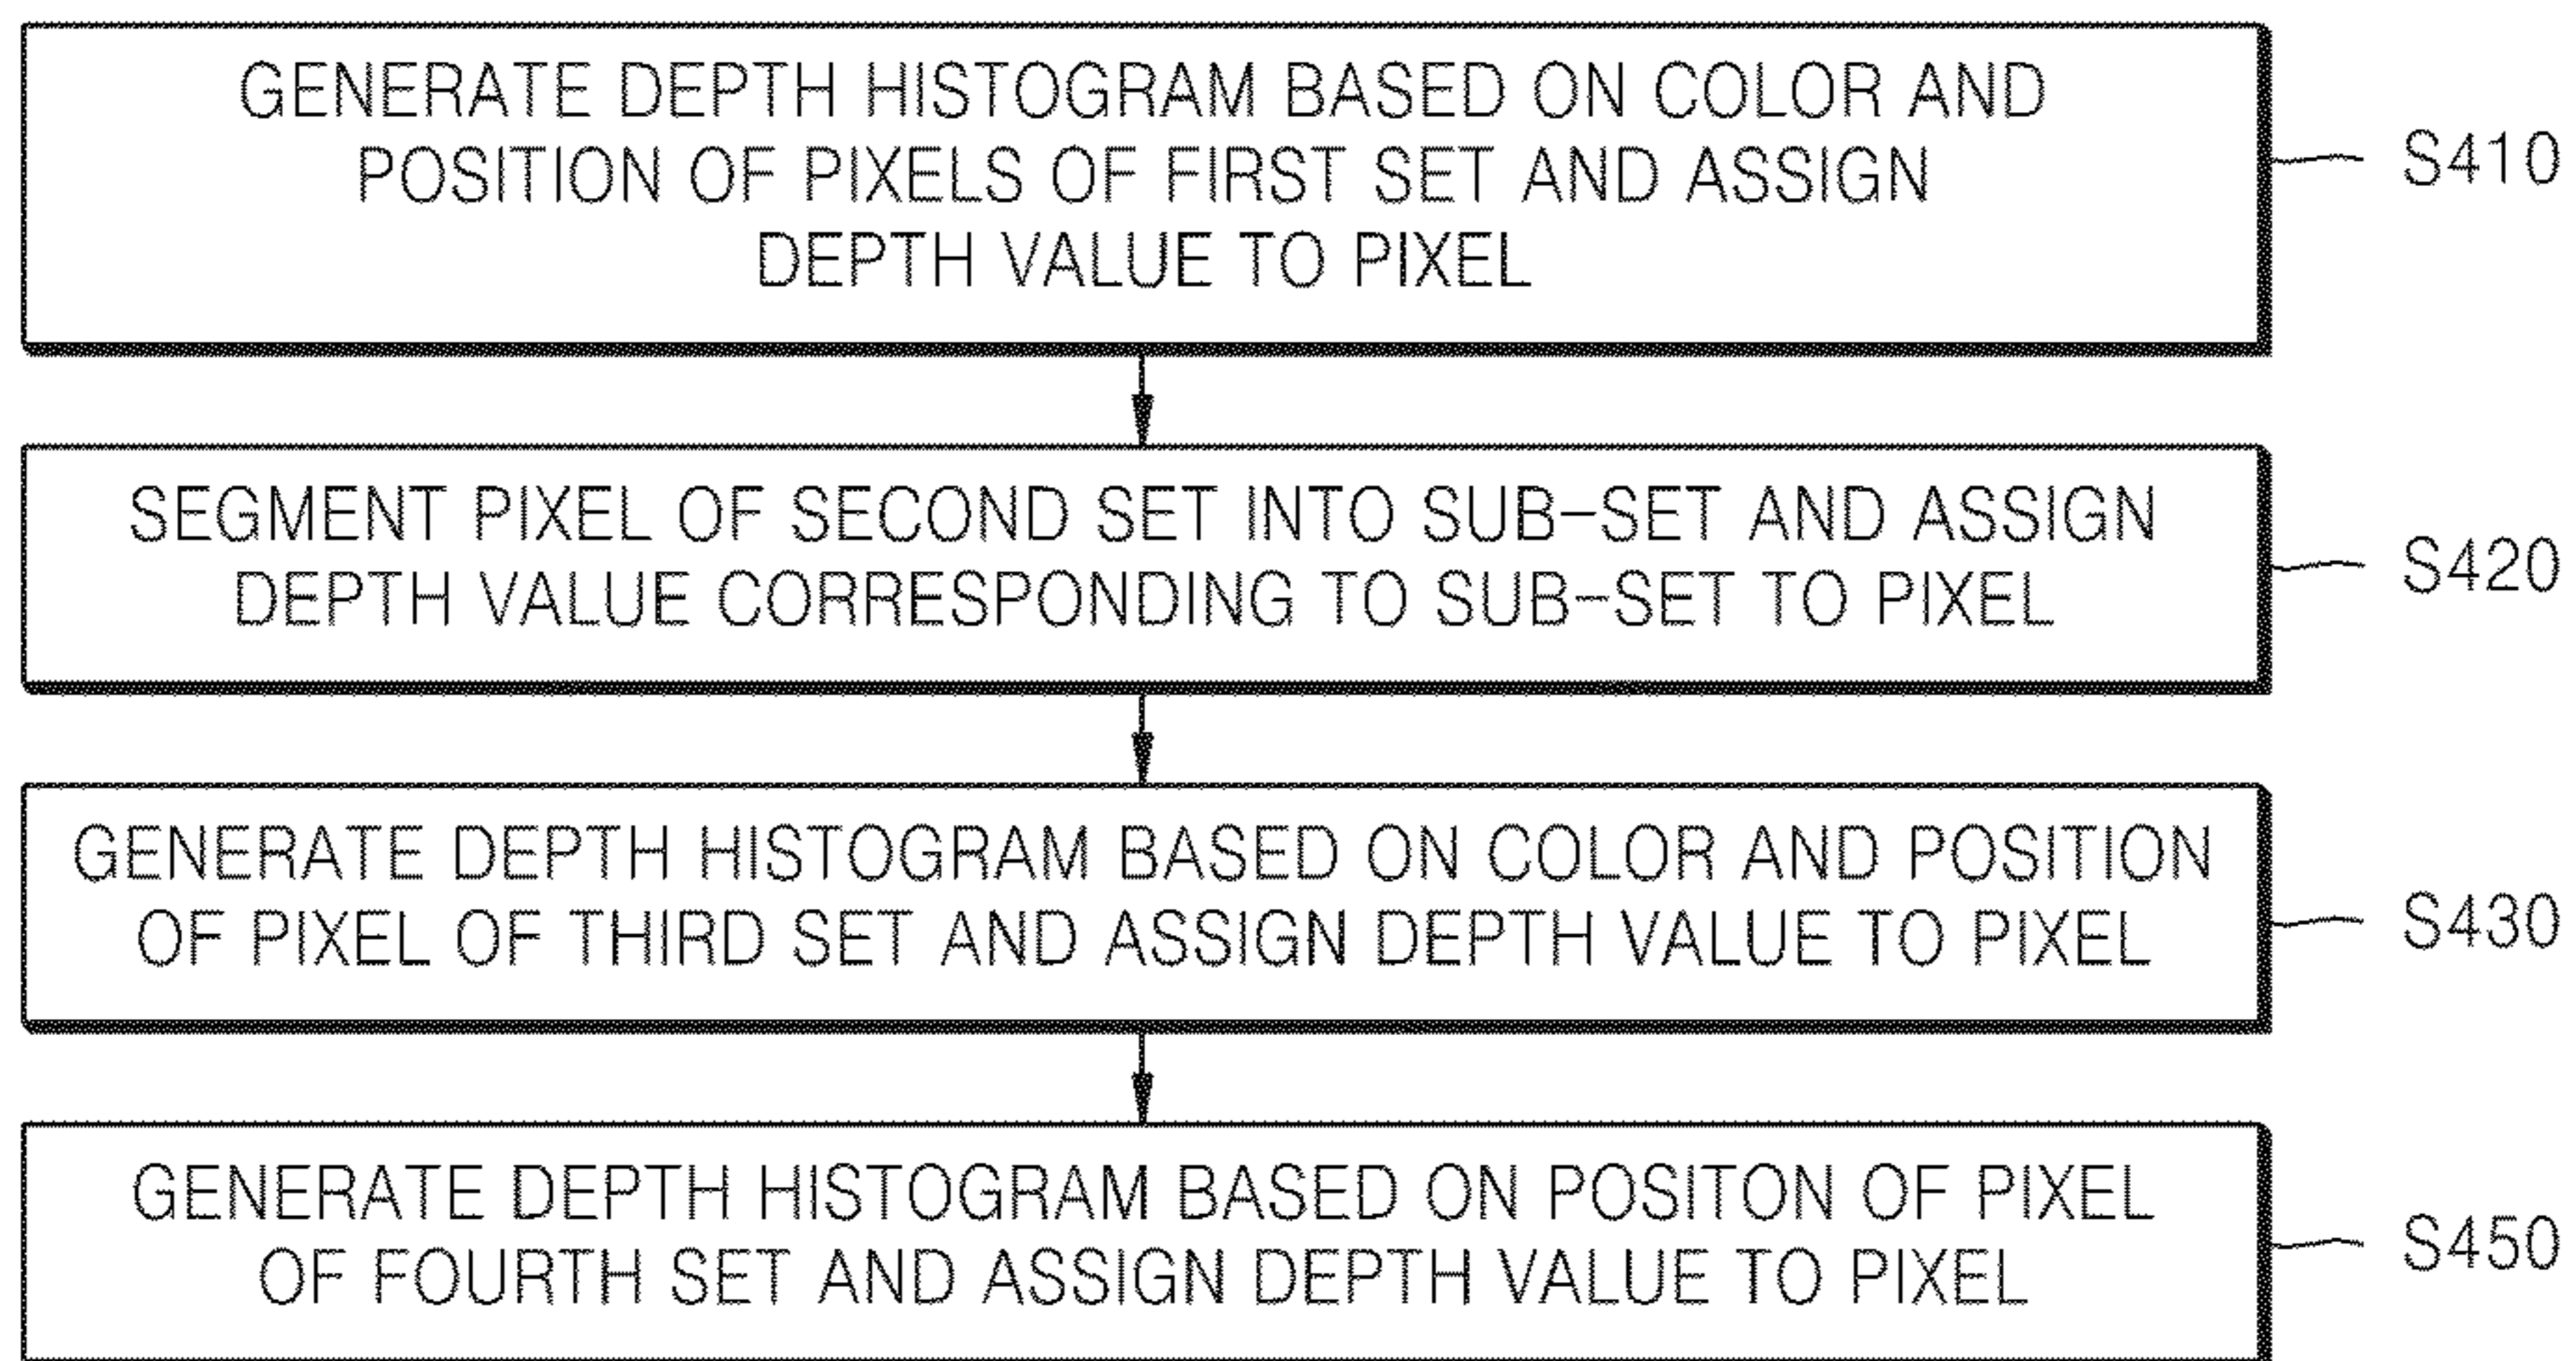 GENERATE DEPTH HISTOGRAM BASED ON COLOR AND
POSITION OF PIXELS OF FIRST SET AND ASSIGN
DEPTH VALUE TO PIXEL
S410
SEGMENT PIXEL OF SECOND SET INTO SUB-SET AND ASSIGN
DEPTH VALUE CORRESPONDING TO SUB-SET TO PIXEL
S420
GENERATE DEPTH HISTOGRAM BASED ON COLOR AND POSITION
OF PIXEL OF THIRD SET AND ASSIGN DEPTH VALUE TO PIXEL
S430
GENERATE DEPTH HISTOGRAM BASED ON POSITON OF PIXEL
OF FOURTH SET AND ASSIGN DEPTH VALUE TO PIXEL
S450